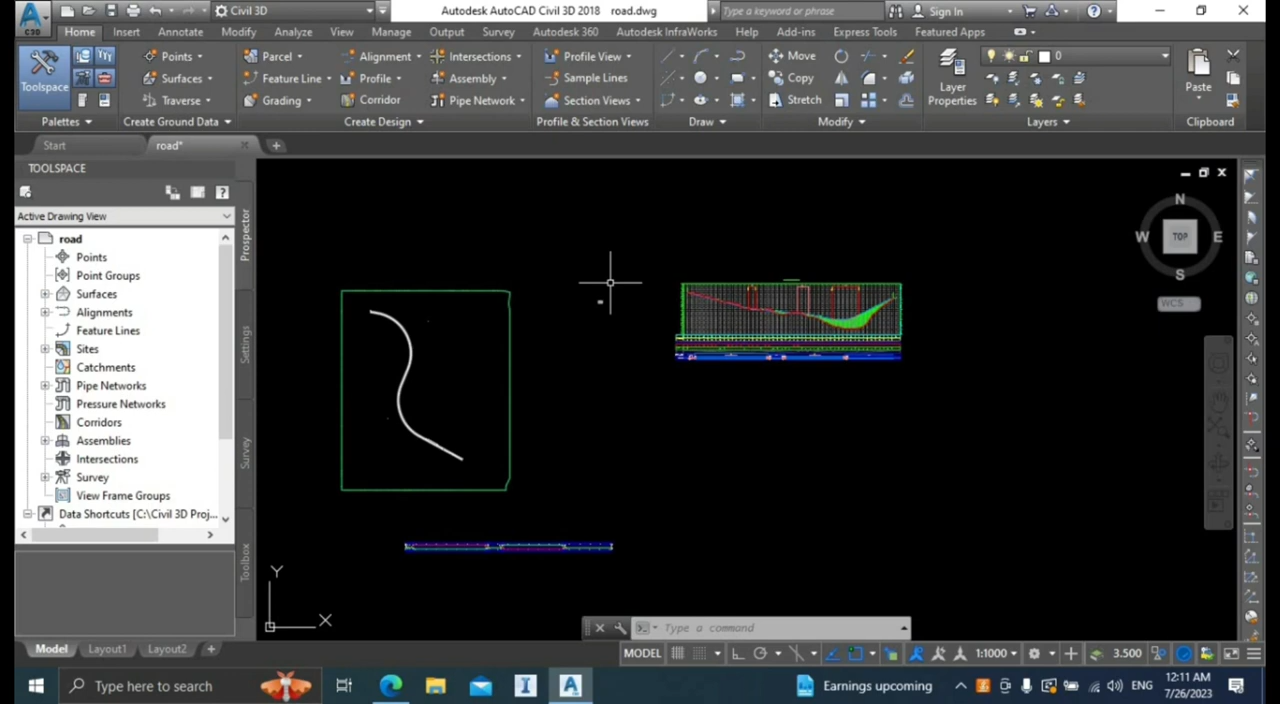 Civil 3D
Autodesk AutoCAD Civil 3D 2018 road.dwg
Type a keyword or phrase
Sign In
C3D
Home Insert Annotate Modify Analyze View Manage Output Survey Autodesk 360 Autodesk InfraWorks Help Add-ins Express Tools Featured Apps
Toolspace
Points
Surfaces
Traverse
Parcel
Feature Line
Grading
Alignment
Profile
Corridor
Intersections
Assembly
Pipe Network
Profile View
Sample Lines
Section Views
Move
Copy
Stretch
Layer
Properties
0
Paste
Palettes Create Ground Data Create Design Profile & Section Views Draw Modify Layers Clipboard
Start road*
TOOLSPACE
Active Drawing View
road
Points
Point Groups
Surfaces
Alignments
Feature Lines
Sites
Catchments
Pipe Networks
Pressure Networks
Corridors
Assemblies
Intersections
Survey
View Frame Groups
Data Shortcuts [C:\Civil 3D Proj...
Prospector
Settings
Survey
Toolbox
N
W TOP E
S
WCS
Y
X
Type a command
Model Layout1 Layout2
MODEL 1:1000 3.500
Type here to search
Earnings upcoming
ENG
12:11 AM
7/26/2023